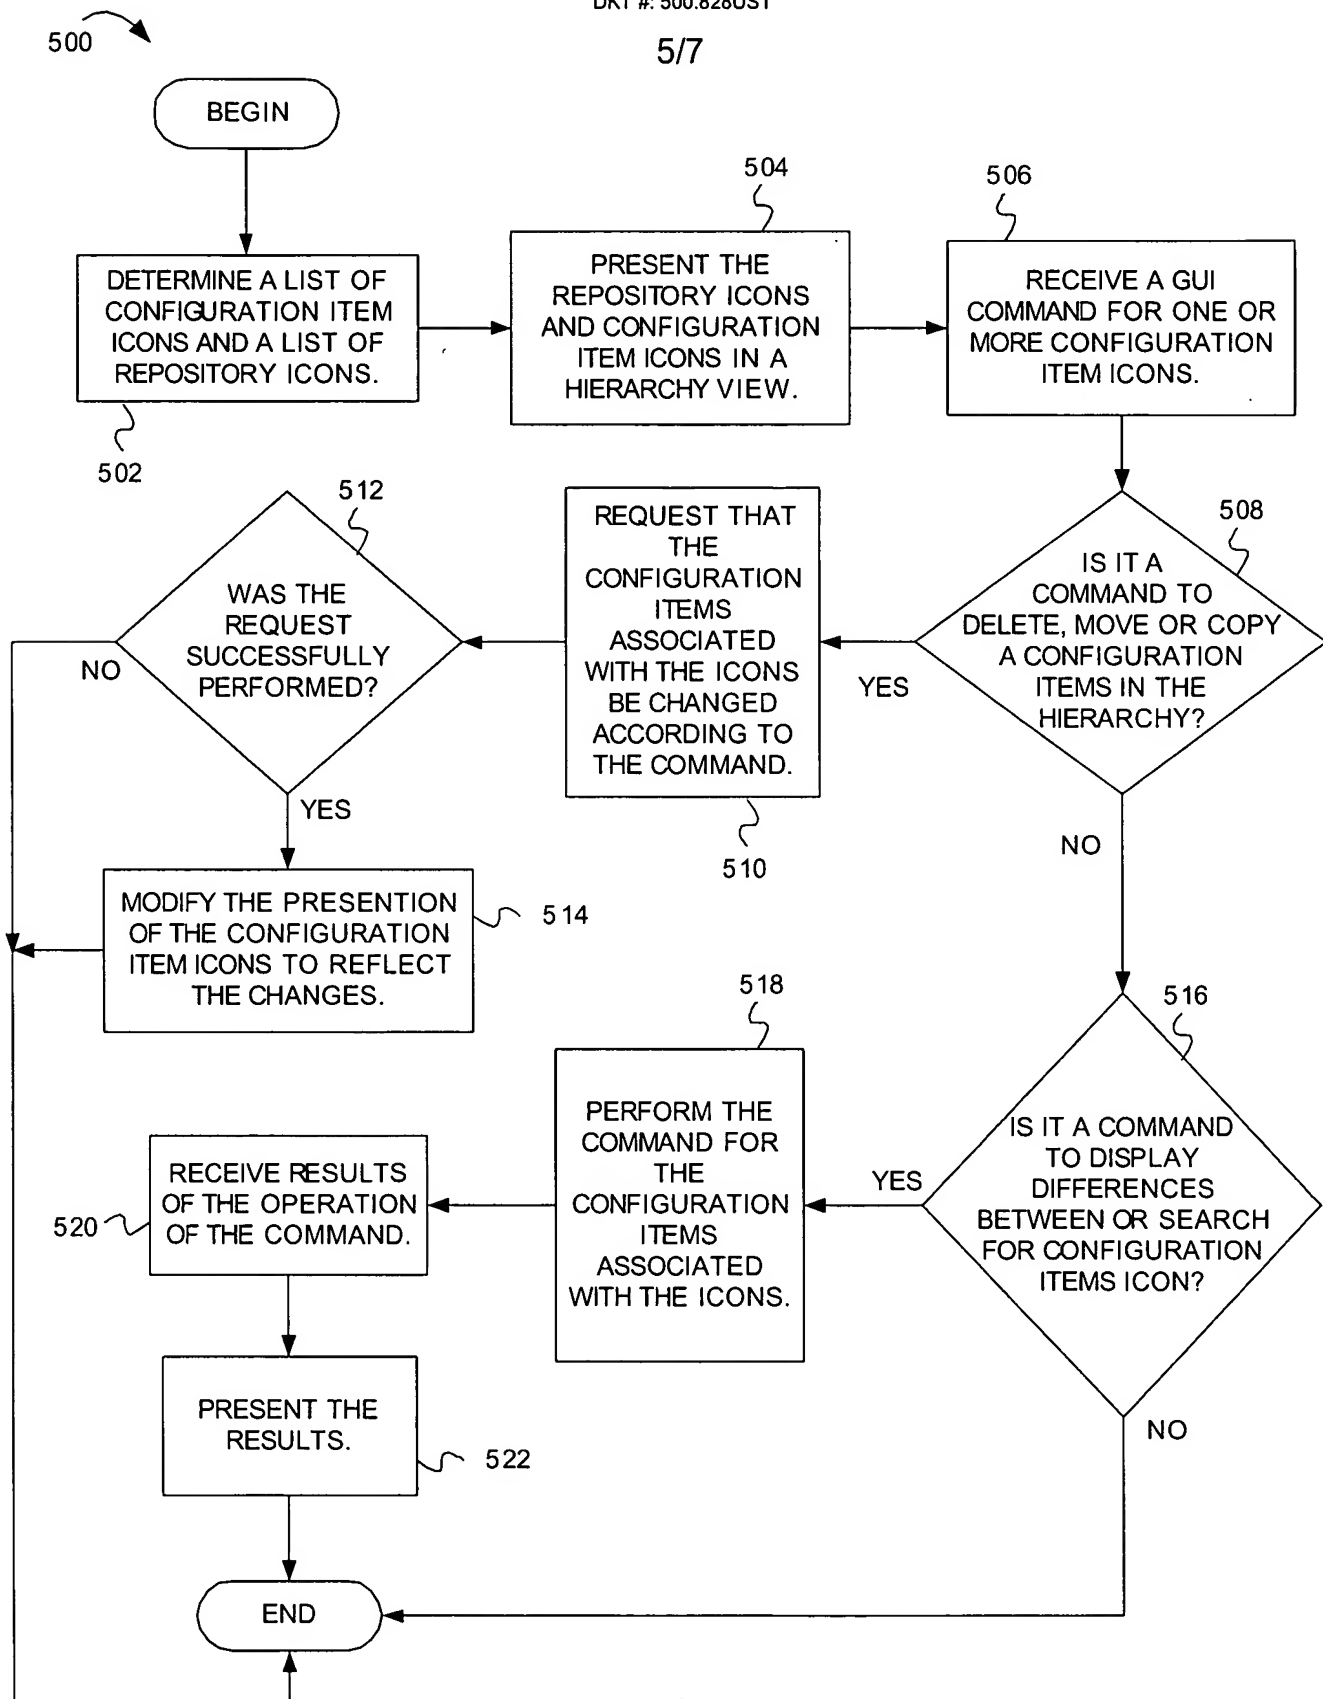 DKT #: 500.828US1
5/7
500
BEGIN
504
506
DETERMINE A LIST OF
CONFIGURATION ITEM
ICONS AND A LIST OF
REPOSITORY ICONS.
502
PRESENT THE
REPOSITORY ICONS
AND CONFIGURATION
ITEM ICONS IN A
HIERARCHY VIEW.
RECEIVE A GUI
COMMAND FOR ONE OR
MORE CONFIGURATION
ITEM ICONS.
508
IS IT A
COMMAND TO
DELETE, MOVE OR COPY
A CONFIGURATION
ITEMS IN THE
HIERARCHY?
YES
NO
REQUEST THAT
THE
CONFIGURATION
ITEMS
ASSOCIATED
WITH THE ICONS
BE CHANGED
ACCORDING TO
THE COMMAND.
510
512
WAS THE
REQUEST
SUCCESSFULLY
PERFORMED?
NO
YES
MODIFY THE PRESENTION
OF THE CONFIGURATION
ITEM ICONS TO REFLECT
THE CHANGES.
514
516
IS IT A COMMAND
TO DISPLAY
DIFFERENCES
BETWEEN OR SEARCH
FOR CONFIGURATION
ITEMS ICON?
YES
NO
518
PERFORM THE
COMMAND FOR
THE
CONFIGURATION
ITEMS
ASSOCIATED
WITH THE ICONS.
RECEIVE RESULTS
OF THE OPERATION
OF THE COMMAND.
520
PRESENT THE
RESULTS.
522
END